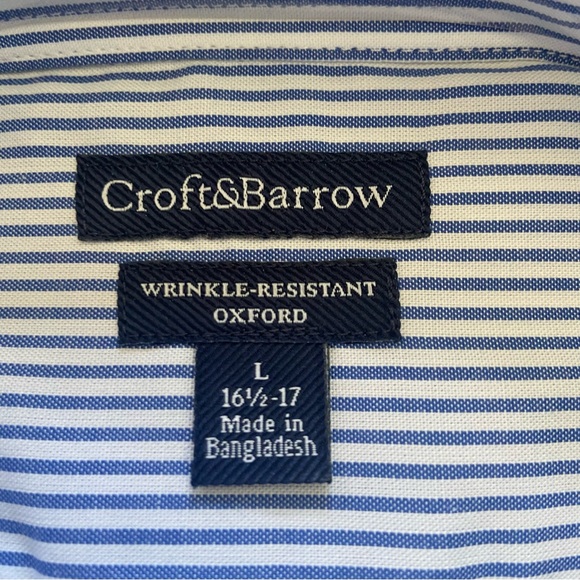 Croft&Barrow
WRINKLE-RESISTANT
OXFORD
L
16½-17
Made in
Bangladesh